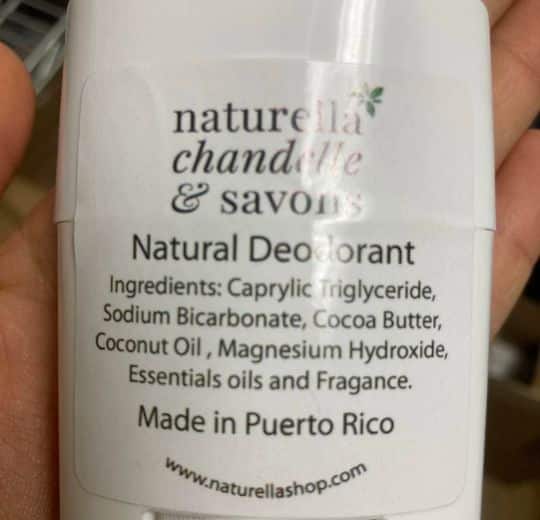 naturella
chandelle
& savons
Natural Deodorant
Ingredients: Caprylic Triglyceride,
Sodium Bicarbonate, Cocoa Butter,
Coconut Oil , Magnesium Hydroxide,
Essentials oils and Fragance.
Made in Puerto Rico
www.naturellashop.com